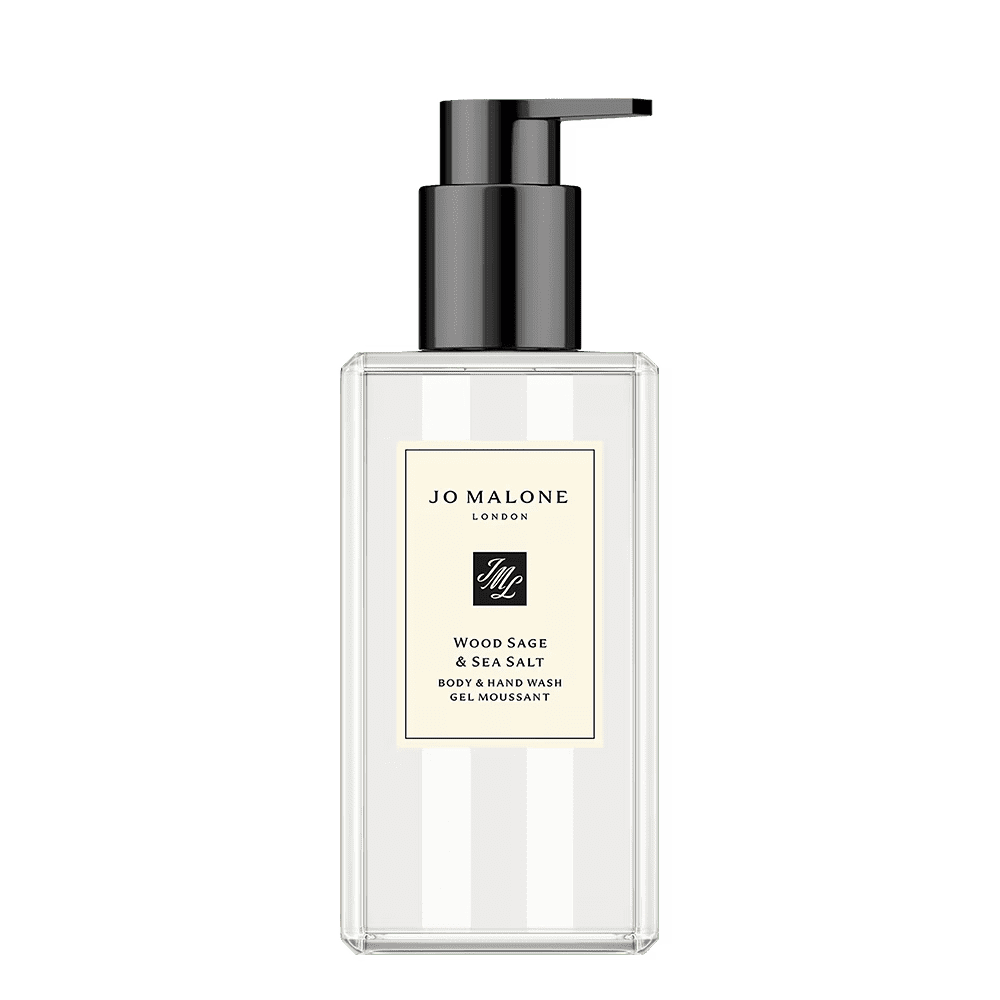 JO MALONE
LONDON
JML
WOOD SAGE
& SEA SALT
BODY & HAND WASH
GEL MOUSSANT